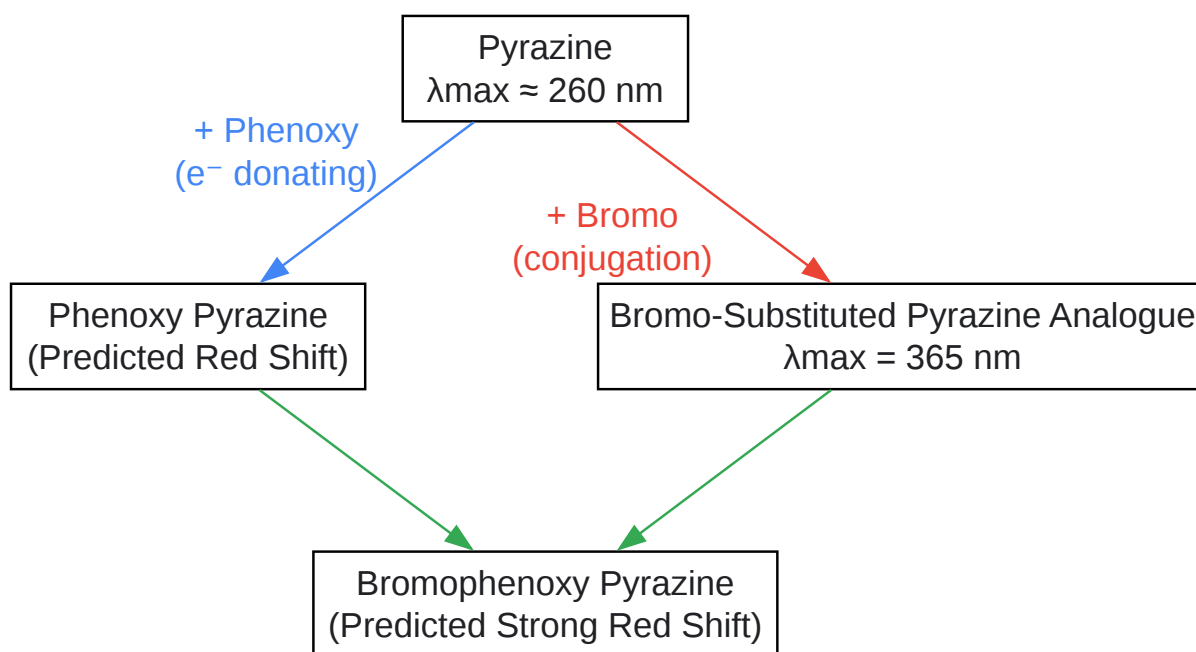 Pyrazine
λmax ≈ 260 nm
+ Phenoxy
(e⁻ donating)
+ Bromo
(conjugation)
Phenoxy Pyrazine
(Predicted Red Shift)
Bromo-Substituted Pyrazine Analogue
λmax = 365 nm
Bromophenoxy Pyrazine
(Predicted Strong Red Shift)